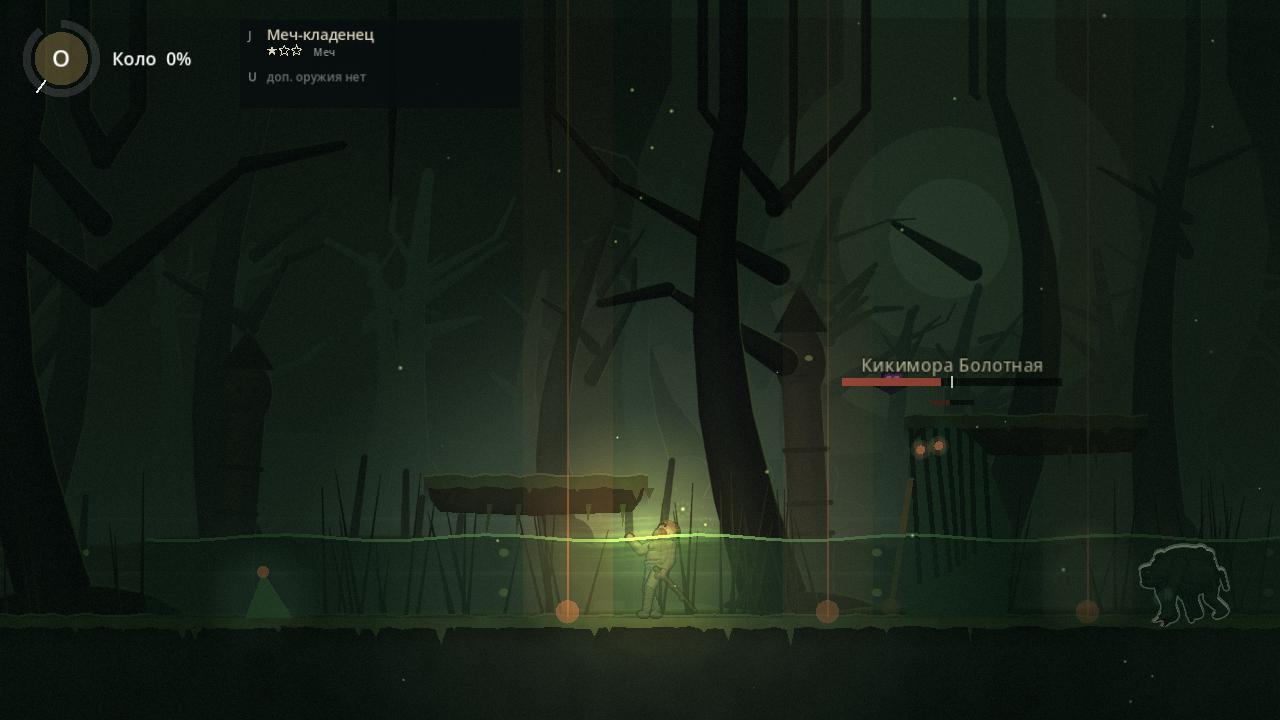 О
Коло 0%
J Меч-кладенец
★☆☆ Меч
U доп. оружия нет
Кикимора Болотная